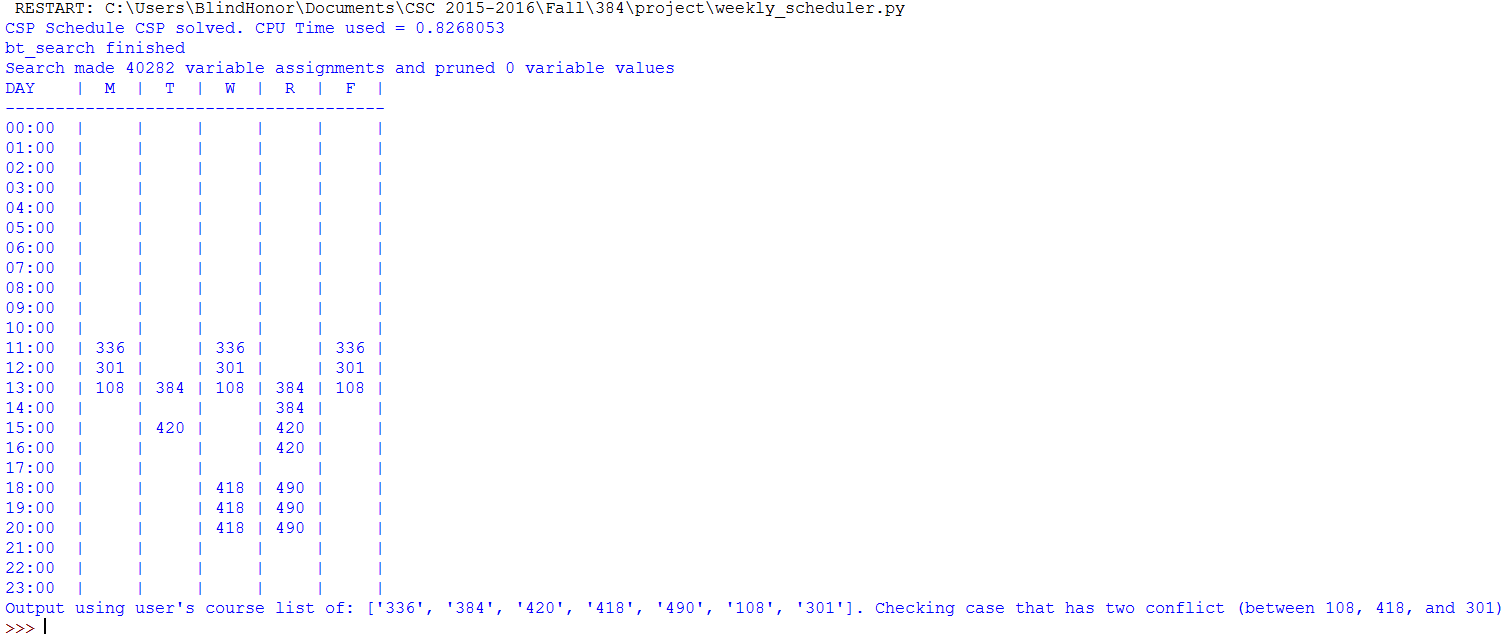 RESTART: C:\Users\BlindHonor\Documents\CSC 2015-2016\Fall\384\project\weekly_scheduler.py
CSP Schedule CSP solved. CPU Time used = 0.8268053
bt_search finished
Search made 40282 variable assignments and pruned 0 variable values
DAY    |  M  |  T  |  W  |  R  |  F  |
--------------------------------------
00:00  |     |     |     |     |     |
01:00  |     |     |     |     |     |
02:00  |     |     |     |     |     |
03:00  |     |     |     |     |     |
04:00  |     |     |     |     |     |
05:00  |     |     |     |     |     |
06:00  |     |     |     |     |     |
07:00  |     |     |     |     |     |
08:00  |     |     |     |     |     |
09:00  |     |     |     |     |     |
10:00  |     |     |     |     |     |
11:00  | 336 |     | 336 |     | 336 |
12:00  | 301 |     | 301 |     | 301 |
13:00  | 108 | 384 | 108 | 384 | 108 |
14:00  |     |     |     | 384 |     |
15:00  |     | 420 |     | 420 |     |
16:00  |     |     |     | 420 |     |
17:00  |     |     |     |     |     |
18:00  |     |     | 418 | 490 |     |
19:00  |     |     | 418 | 490 |     |
20:00  |     |     | 418 | 490 |     |
21:00  |     |     |     |     |     |
22:00  |     |     |     |     |     |
23:00  |     |     |     |     |     |
Output using user's course list of: ['336', '384', '420', '418', '490', '108', '301']. Checking case that has two conflict (between 108, 418, and 301)
>>>